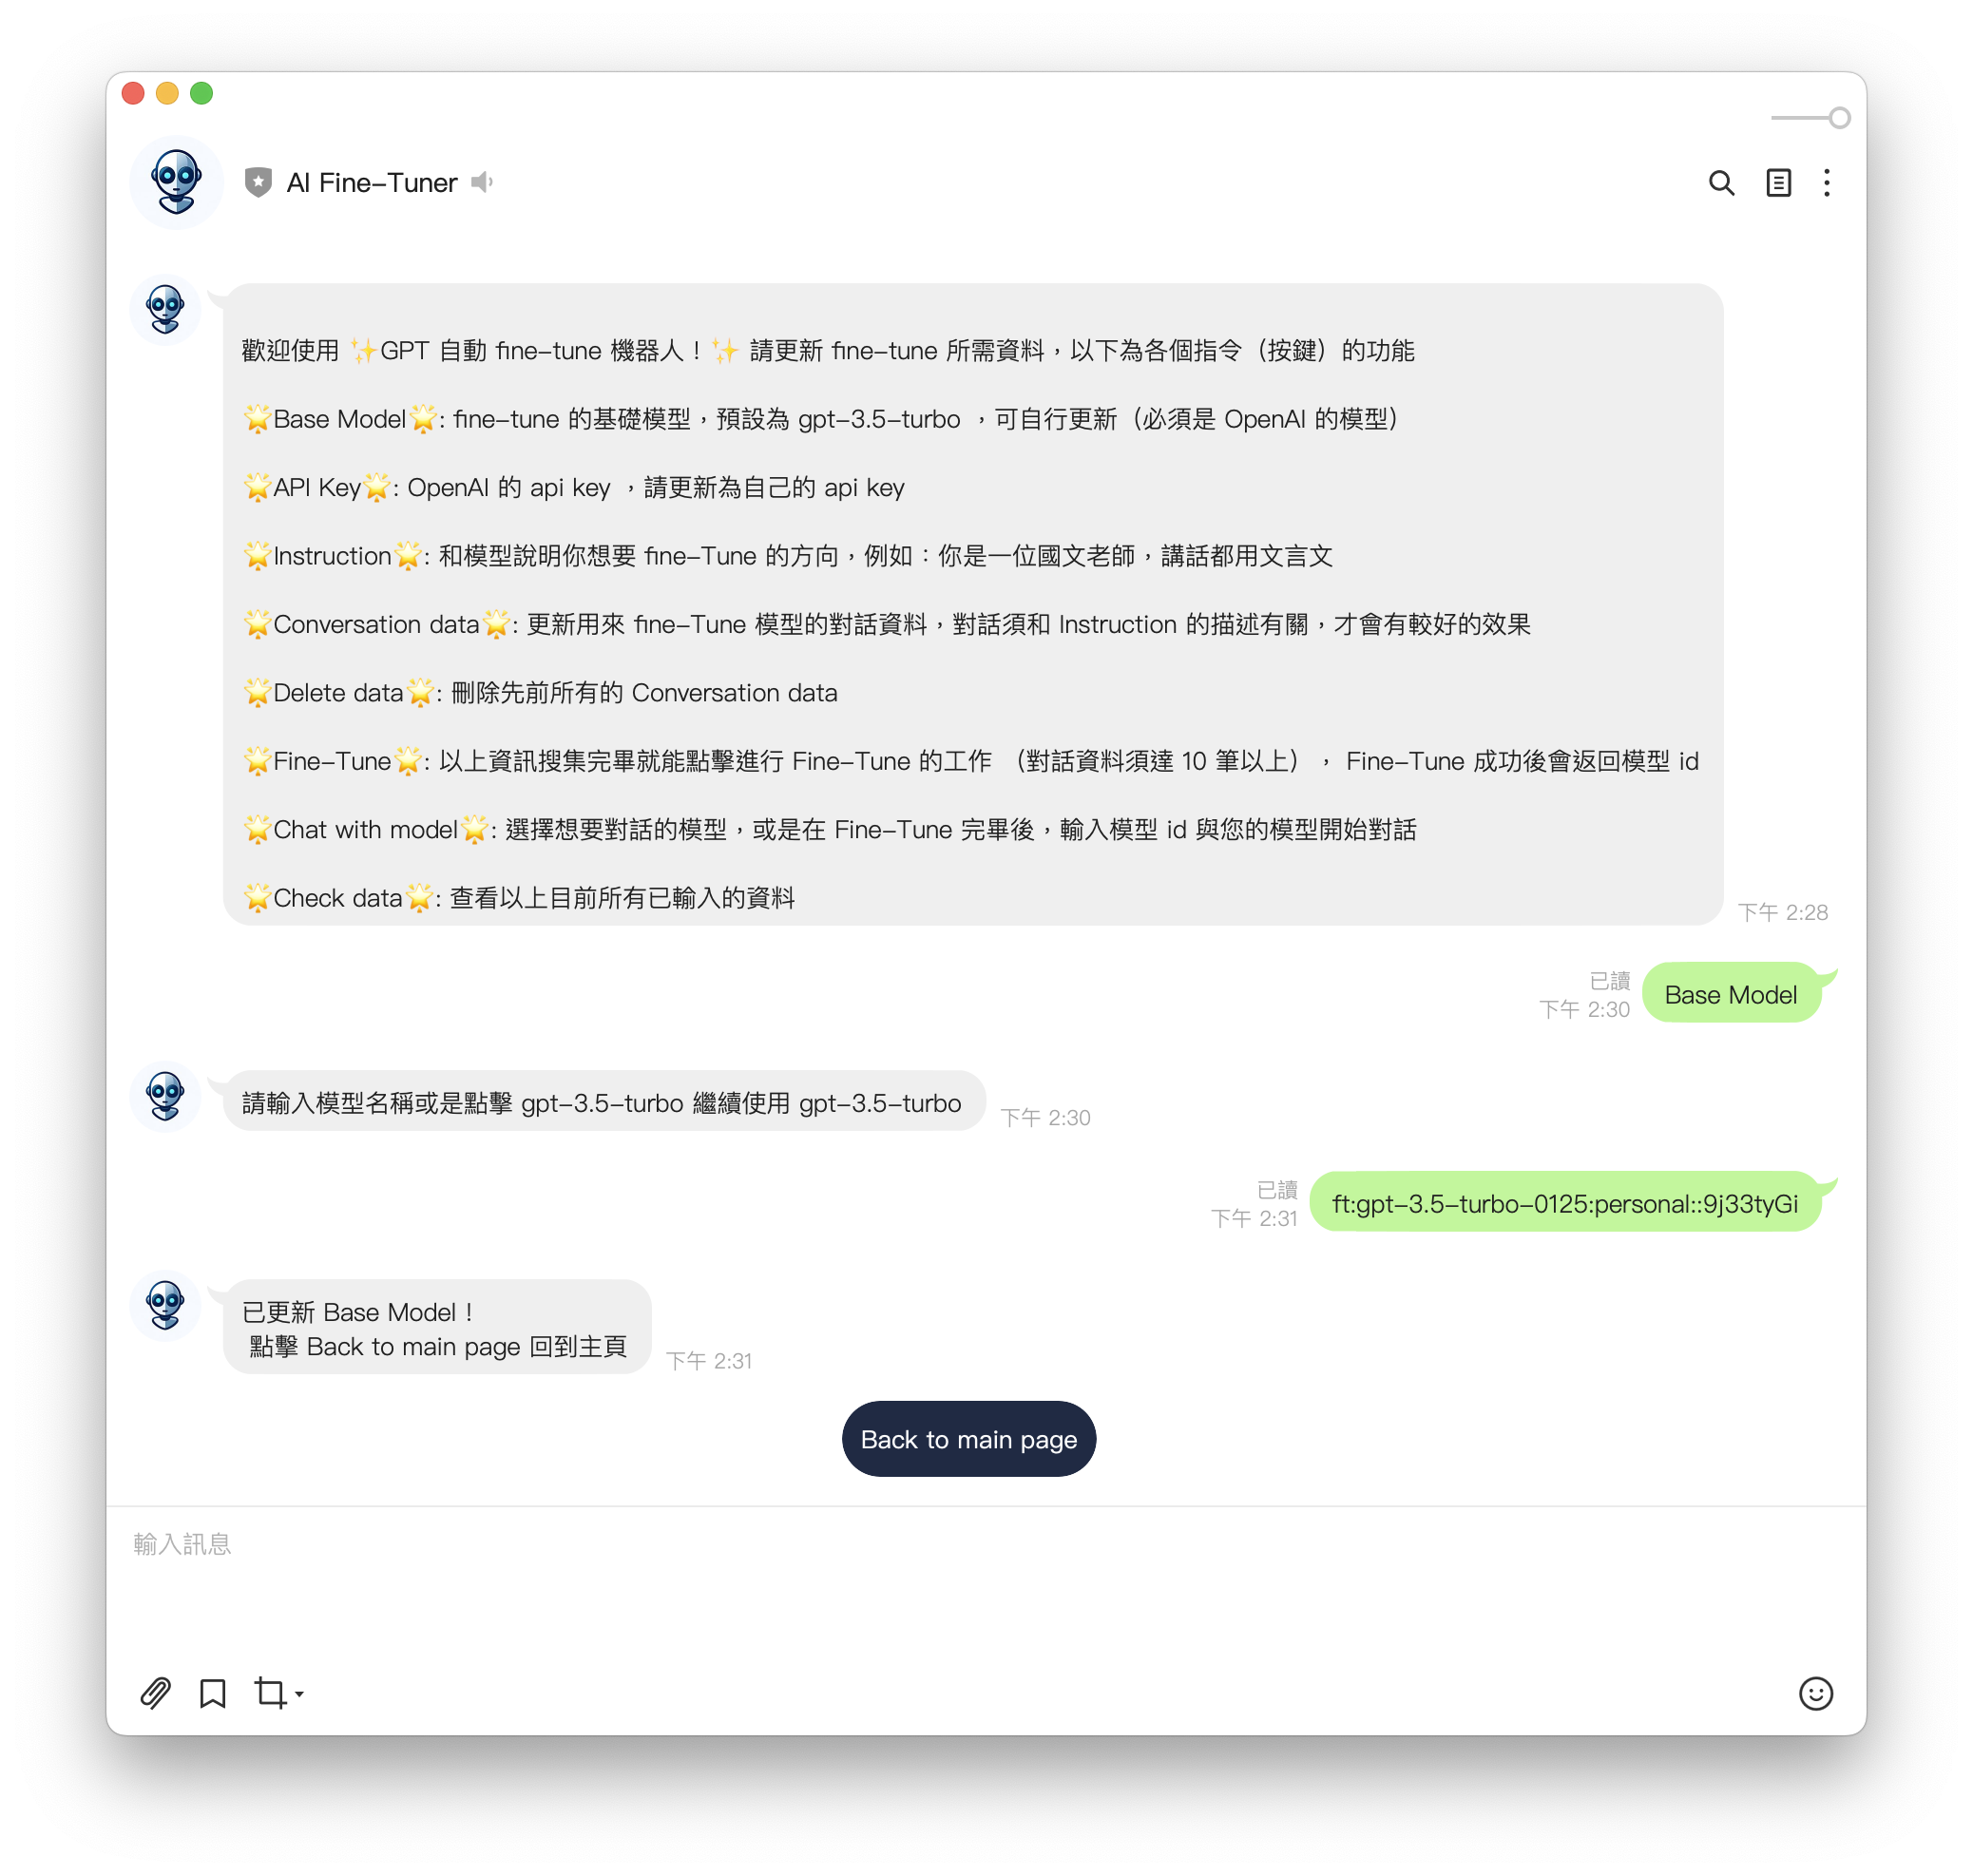 AI Fine-Tuner
歡迎使用 ✨GPT 自動 fine-tune 機器人！✨ 請更新 fine-tune 所需資料，以下為各個指令（按鍵）的功能
🌟Base Model🌟: fine-tune 的基礎模型，預設為 gpt-3.5-turbo ，可自行更新（必須是 OpenAI 的模型）
🌟API Key🌟: OpenAI 的 api key ，請更新為自己的 api key
🌟Instruction🌟: 和模型說明你想要 fine-Tune 的方向，例如：你是一位國文老師，講話都用文言文
🌟Conversation data🌟: 更新用來 fine-Tune 模型的對話資料，對話須和 Instruction 的描述有關，才會有較好的效果
🌟Delete data🌟: 刪除先前所有的 Conversation data
🌟Fine-Tune🌟: 以上資訊搜集完畢就能點擊進行 Fine-Tune 的工作 （對話資料須達 10 筆以上）， Fine-Tune 成功後會返回模型 id
🌟Chat with model🌟: 選擇想要對話的模型，或是在 Fine-Tune 完畢後，輸入模型 id 與您的模型開始對話
🌟Check data🌟: 查看以上目前所有已輸入的資料
下午 2:28
已讀
下午 2:30
Base Model
請輸入模型名稱或是點擊 gpt-3.5-turbo 繼續使用 gpt-3.5-turbo
下午 2:30
已讀
下午 2:31
ft:gpt-3.5-turbo-0125:personal::9j33tyGi
已更新 Base Model！
點擊 Back to main page 回到主頁
下午 2:31
Back to main page
輸入訊息